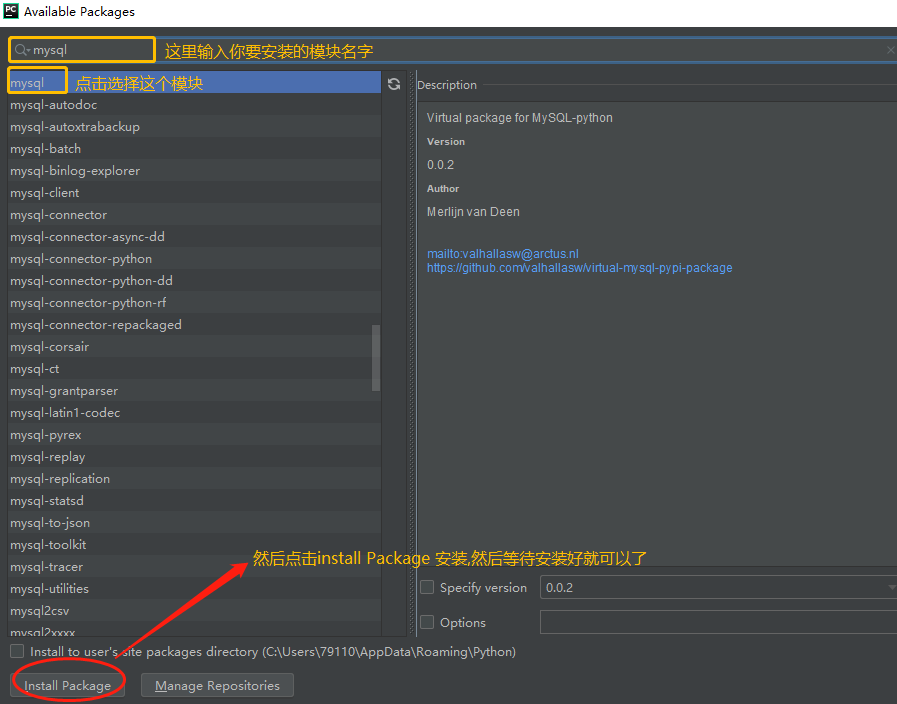 PC Available Packages
mysql 这里输入你要安装的模块名字
mysql 点击选择这个模块
mysql-autodoc
mysql-autoxtrabackup
mysql-batch
mysql-binlog-explorer
mysql-client
mysql-connector
mysql-connector-async-dd
mysql-connector-python
mysql-connector-python-dd
mysql-connector-python-rf
mysql-connector-repackaged
mysql-corsair
mysql-ct
mysql-grantparser
mysql-latin1-codec
mysql-pyrex
mysql-replay
mysql-replication
mysql-statsd
mysql-to-json
mysql-toolkit
mysql-tracer
mysql-utilities
mysql2csv
mysql2xxxx
Description
Virtual package for MySQL-python
Version
0.0.2
Author
Merlijn van Deen
mailto:valhallasw@arctus.nl
https://github.com/valhallasw/virtual-mysql-pypi-package
然后点击install Package 安装,然后等待安装好就可以了
Specify version 0.0.2
Options
Install to user's site packages directory (C:\Users\79110\AppData\Roaming\Python)
Install Package Manage Repositories